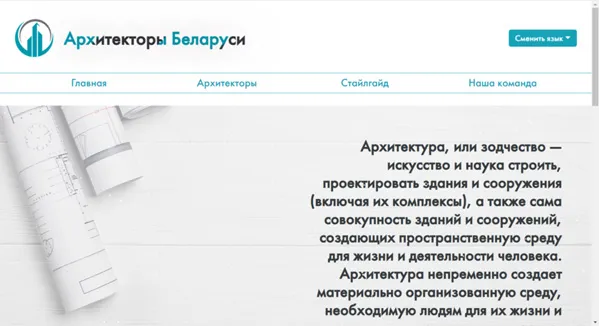 Архитекторы Беларуси
Сменить язык
Главная
Архитекторы
Стайлгайд
Наша команда
Архитектура, или зодчество —
искусство и наука строить,
проектировать здания и сооружения
(включая их комплексы), а также сама
совокупность зданий и сооружений,
создающих пространственную среду
для жизни и деятельности человека.
Архитектура непременно создает
материально организованную среду,
необходимую людям для их жизни и